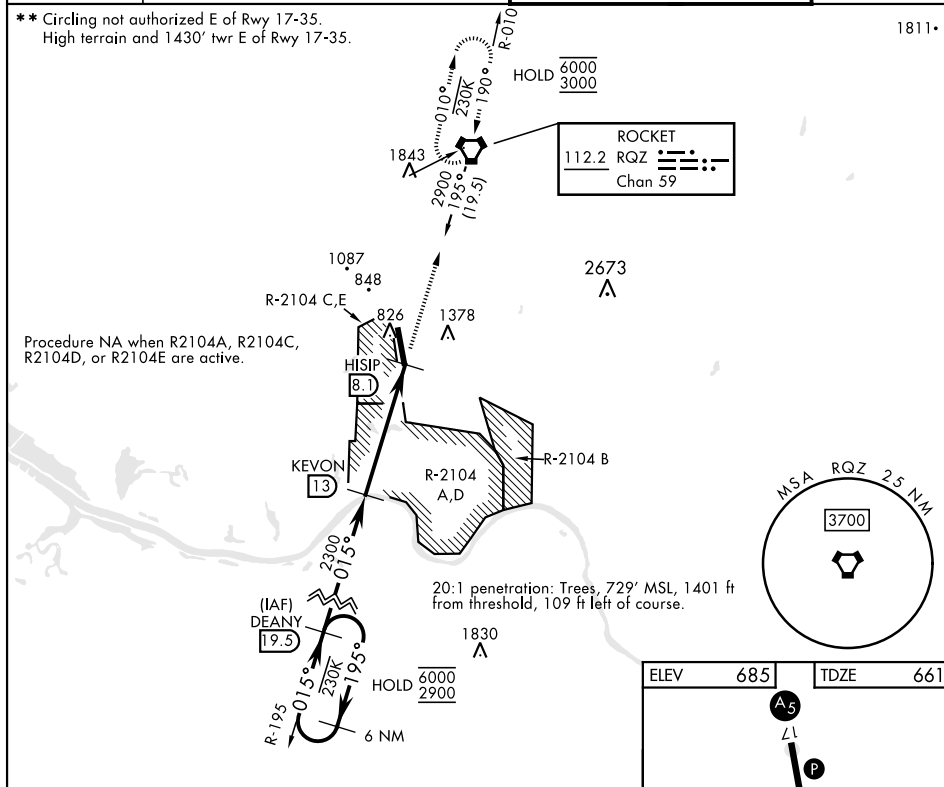 ** Circling not authorized E of Rwy 17-35.
High terrain and 1430' twr E of Rwy 17-35.
1811
R-010
HOLD 6000
3000
010°
230K
190°
ROCKET
112.2 RQZ
Chan 59
1843
2900
195°
(19.5)
2673
1087
848
R-2104 C,E
826
1378
Procedure NA when R2104A, R2104C,
R2104D, or R2104E are active.
HISIP
8.1
R-2104 B
KEVON
13
R-2104
A,D
MSA RQZ 25 NM
3700
2300
015°
20:1 penetration: Trees, 729' MSL, 1401 ft
from threshold, 109 ft left of course.
(IAF)
DEANY
19.5
1830
015°
230K
195°
HOLD 6000
2900
R-195
6 NM
ELEV 685
TDZE 661
A5
17
P